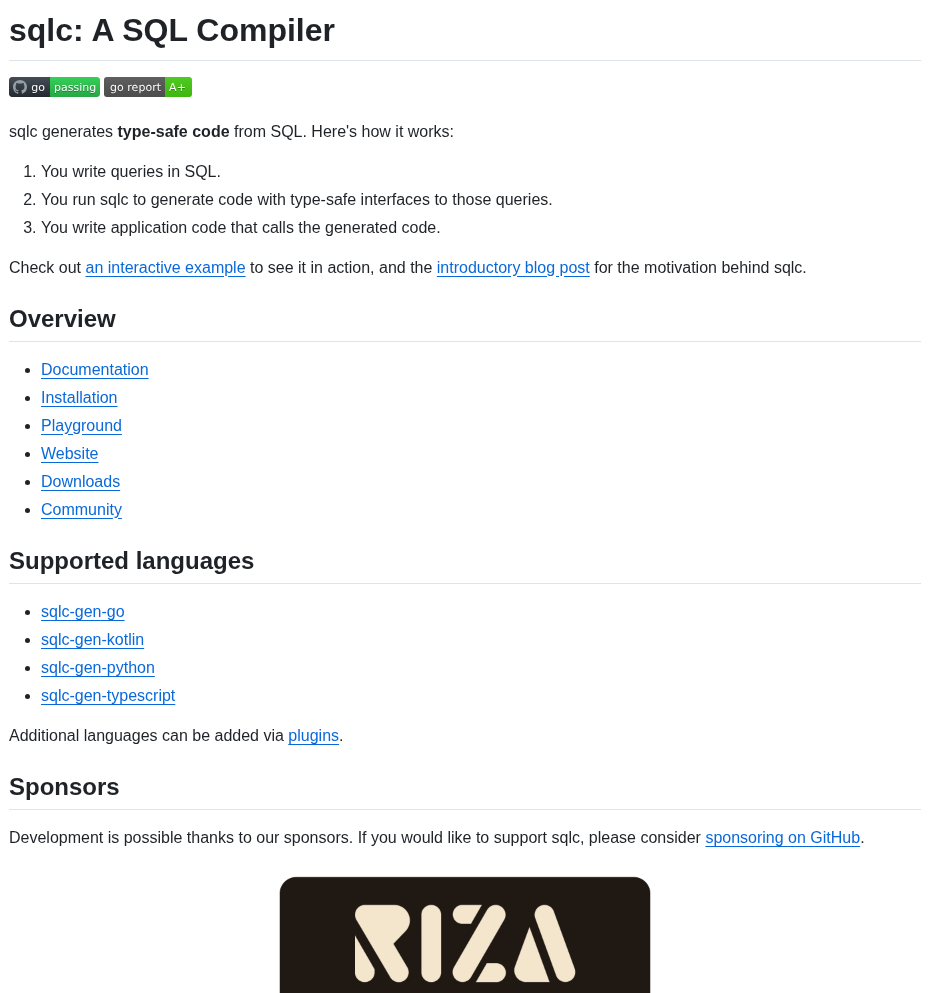 sqlc: A SQL Compiler
go passing go report A+
sqlc generates type-safe code from SQL. Here's how it works:
1. You write queries in SQL.
2. You run sqlc to generate code with type-safe interfaces to those queries.
3. You write application code that calls the generated code.
Check out an interactive example to see it in action, and the introductory blog post for the motivation behind sqlc.
Overview
• Documentation
• Installation
• Playground
• Website
• Downloads
• Community
Supported languages
• sqlc-gen-go
• sqlc-gen-kotlin
• sqlc-gen-python
• sqlc-gen-typescript
Additional languages can be added via plugins.
Sponsors
Development is possible thanks to our sponsors. If you would like to support sqlc, please consider sponsoring on GitHub.
RIZA